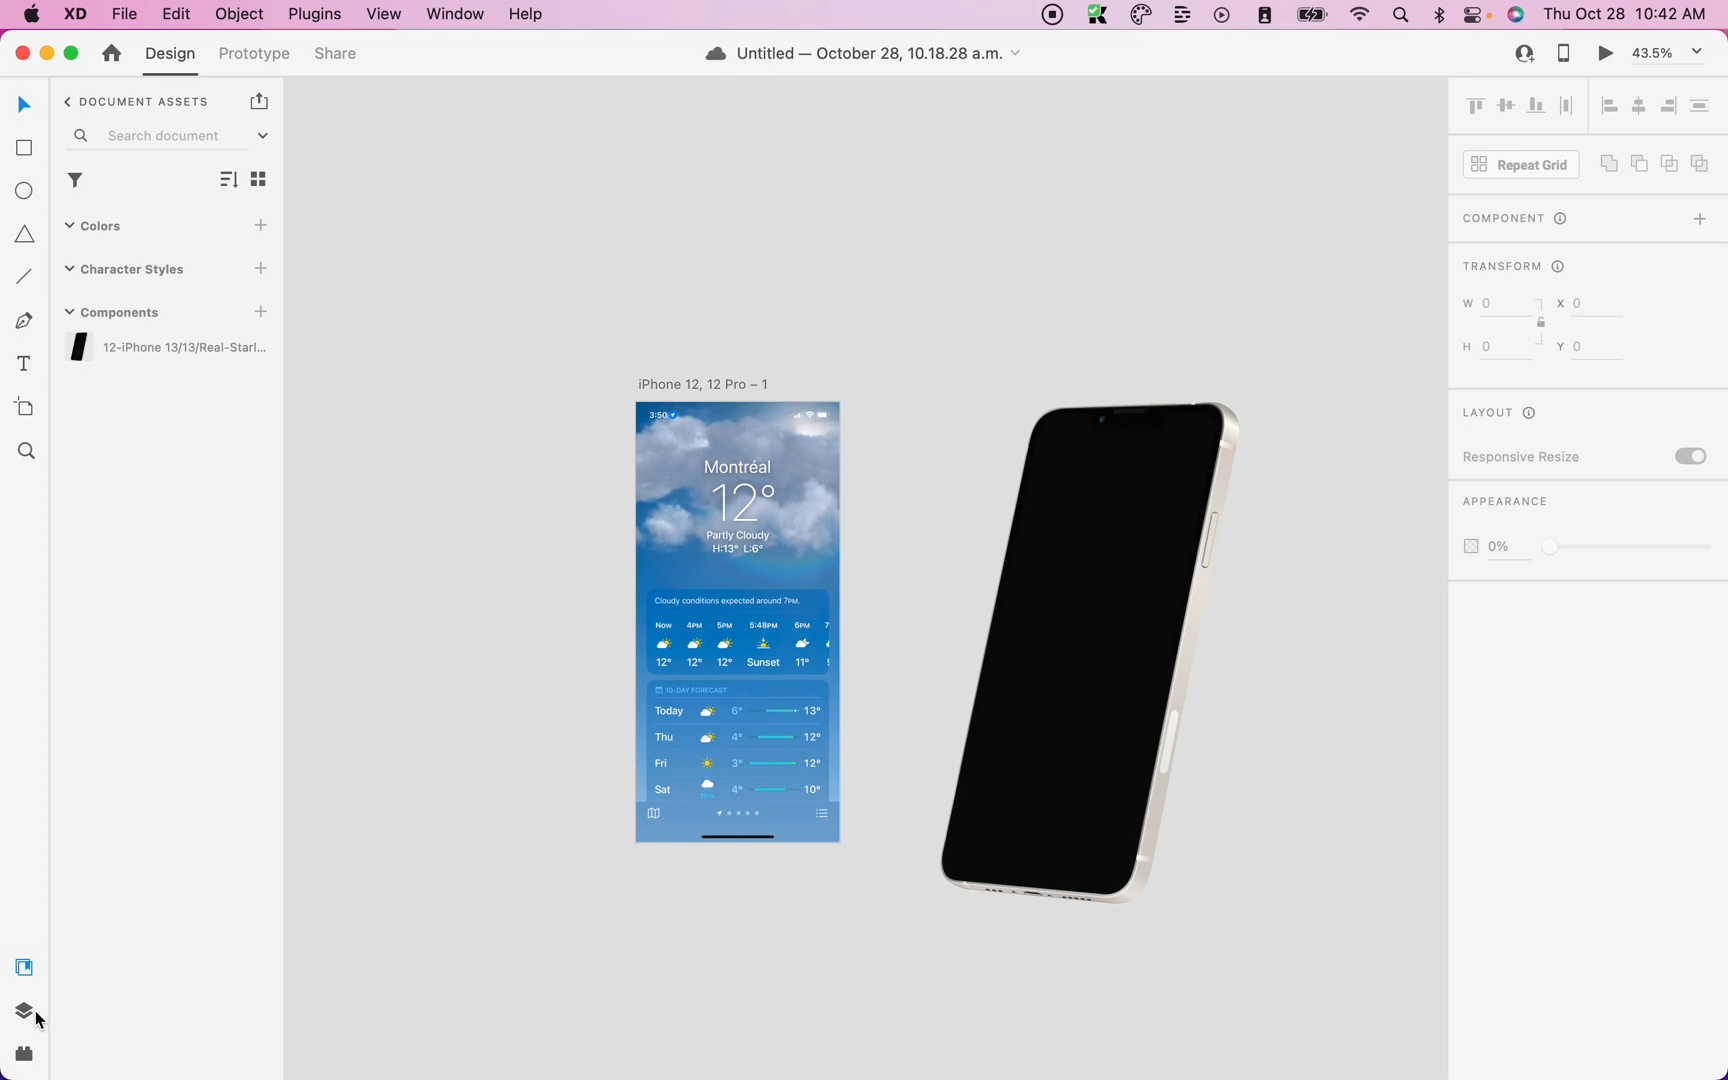 XD File Edit Object Plugins View Window Help Thu Oct 28 10:42 AM
Design Prototype Share Untitled — October 28, 10.18.28 a.m. 43.5%
DOCUMENT ASSETS
Search document
Colors
Character Styles
Components
12-iPhone 13/13/Real-Starl...
iPhone 12, 12 Pro – 1
3:50
Montréal
12°
Partly Cloudy
H:13° L:6°
Cloudy conditions expected around 7PM.
Now 4PM 5PM 5:48PM 6PM 7
12° 12° 12° Sunset 11°
10-DAY FORECAST
Today 6° 13°
Thu 4° 12°
Fri 3° 12°
Sat 4° 10°
Repeat Grid
COMPONENT
TRANSFORM
W 0 X 0
H 0 Y 0
LAYOUT
Responsive Resize
APPEARANCE
0%